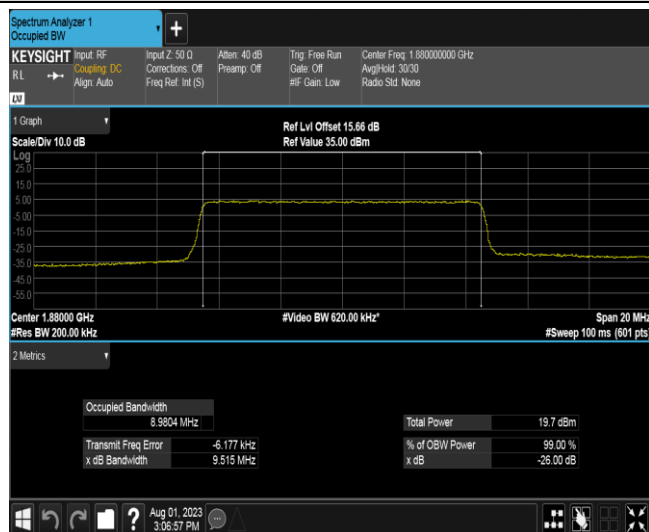 Spectrum Analyzer 1
Occupied BW
+
KEYSIGHT
RL
LXI
Input: RF
Coupling: DC
Align: Auto
Input Z: 50 Ω
Corrections: Off
Freq Ref: Int (S)
Atten: 40 dB
Preamp: Off
Trig: Free Run
Gate: Off
#IF Gain: Low
Center Freq: 1.880000000 GHz
Avg|Hold: 30/30
Radio Std: None
1 Graph
Scale/Div 10.0 dB
Ref Lvl Offset 15.66 dB
Ref Value 35.00 dBm
Log
25.0
15.0
5.00
-5.00
-15.0
-25.0
-35.0
-45.0
-55.0
Center 1.88000 GHz
#Res BW 200.00 kHz
#Video BW 620.00 kHz*
Span 20 MHz
#Sweep 100 ms (601 pts)
2 Metrics
Occupied Bandwidth
8.9804 MHz
Transmit Freq Error -6.177 kHz
x dB Bandwidth 9.515 MHz
Total Power 19.7 dBm
% of OBW Power 99.00 %
x dB -26.00 dB
?
Aug 01, 2023
3:06:57 PM